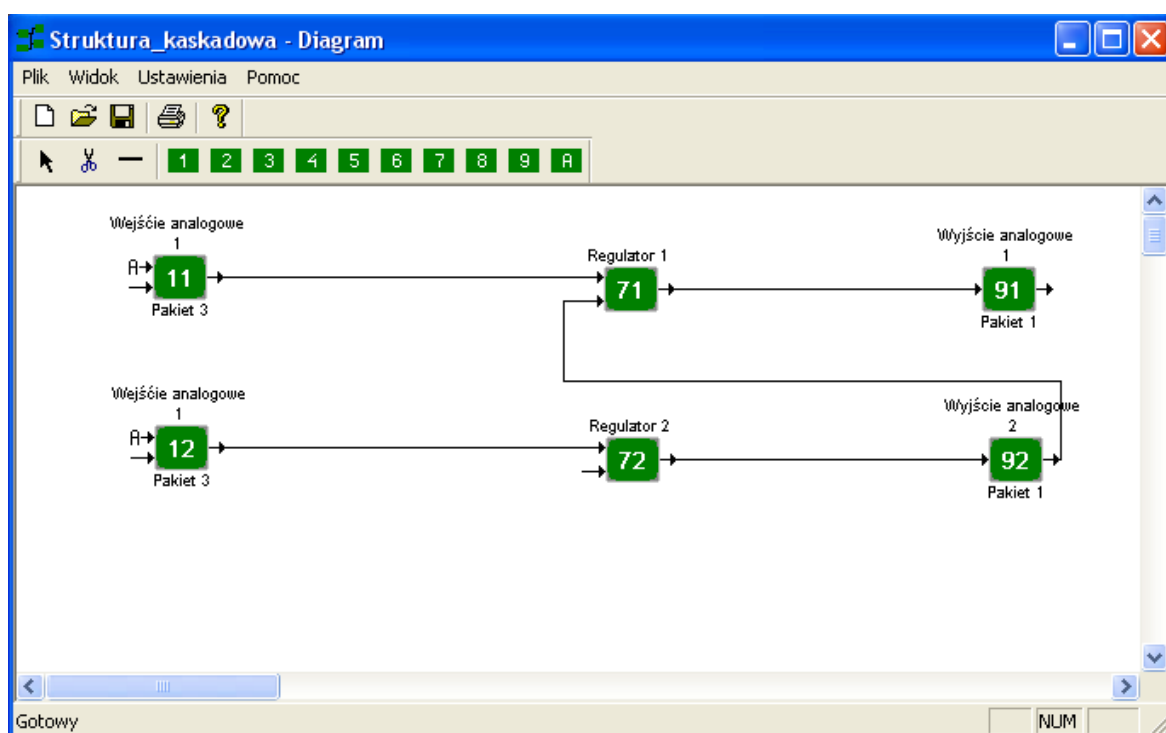 Struktura_kaskadowa - Diagram
Plik Widok Ustawienia Pomoc
1 2 3 4 5 6 7 8 9 A
Wejśćie analogowe
1
A
11
Pakiet 3
Regulator 1
71
Wyjście analogowe
1
91
Pakiet 1
Wejśćie analogowe
1
A
12
Pakiet 3
Regulator 2
72
Wyjście analogowe
2
92
Pakiet 1
Gotowy
NUM